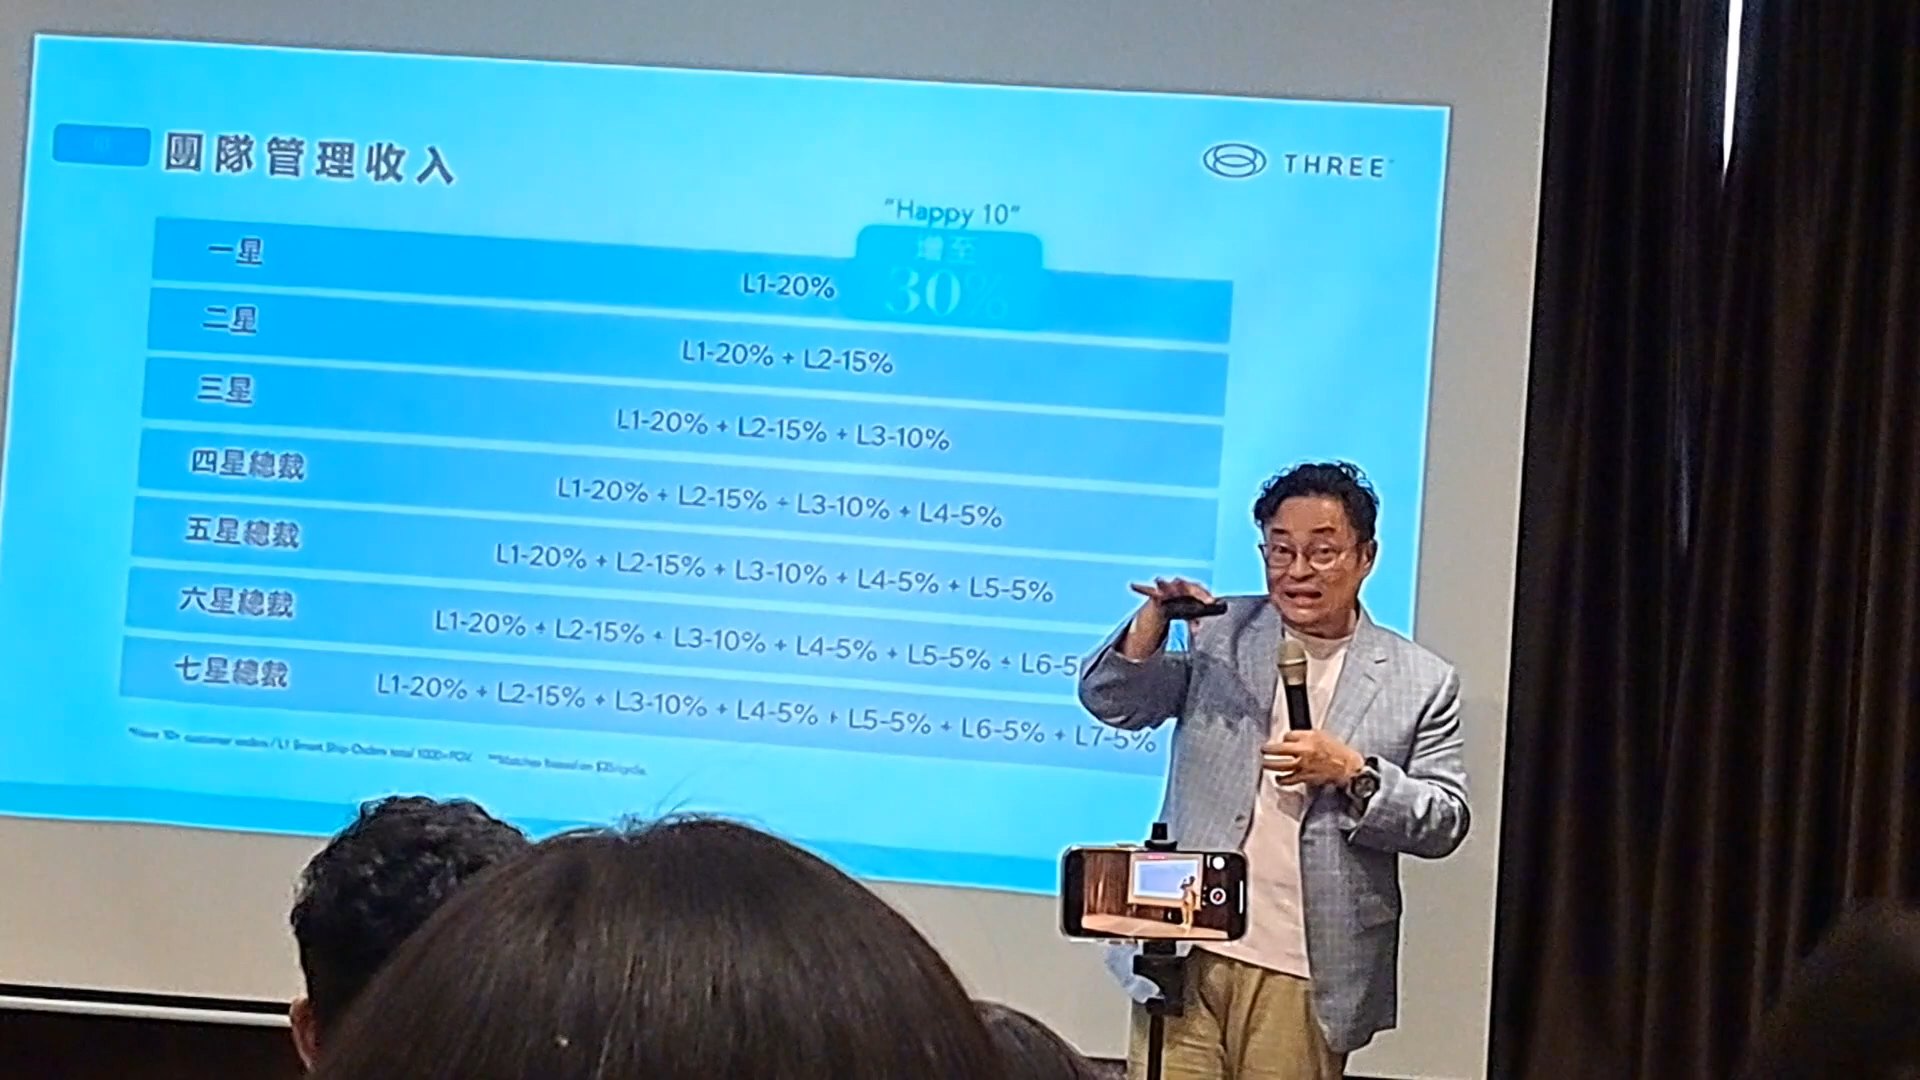 團隊管理收入
THREE
"Happy 10"
增至
30%
一星
L1-20%
二星
L1-20% + L2-15%
三星
L1-20% + L2-15% + L3-10%
四星總裁
L1-20% + L2-15% + L3-10% + L4-5%
五星總裁
L1-20% + L2-15% + L3-10% + L4-5% + L5-5%
六星總裁
L1-20% + L2-15% + L3-10% + L4-5% + L5-5% + L6-5
七星總裁
L1-20% + L2-15% + L3-10% + L4-5% + L5-5% + L6-5% + L7-5%